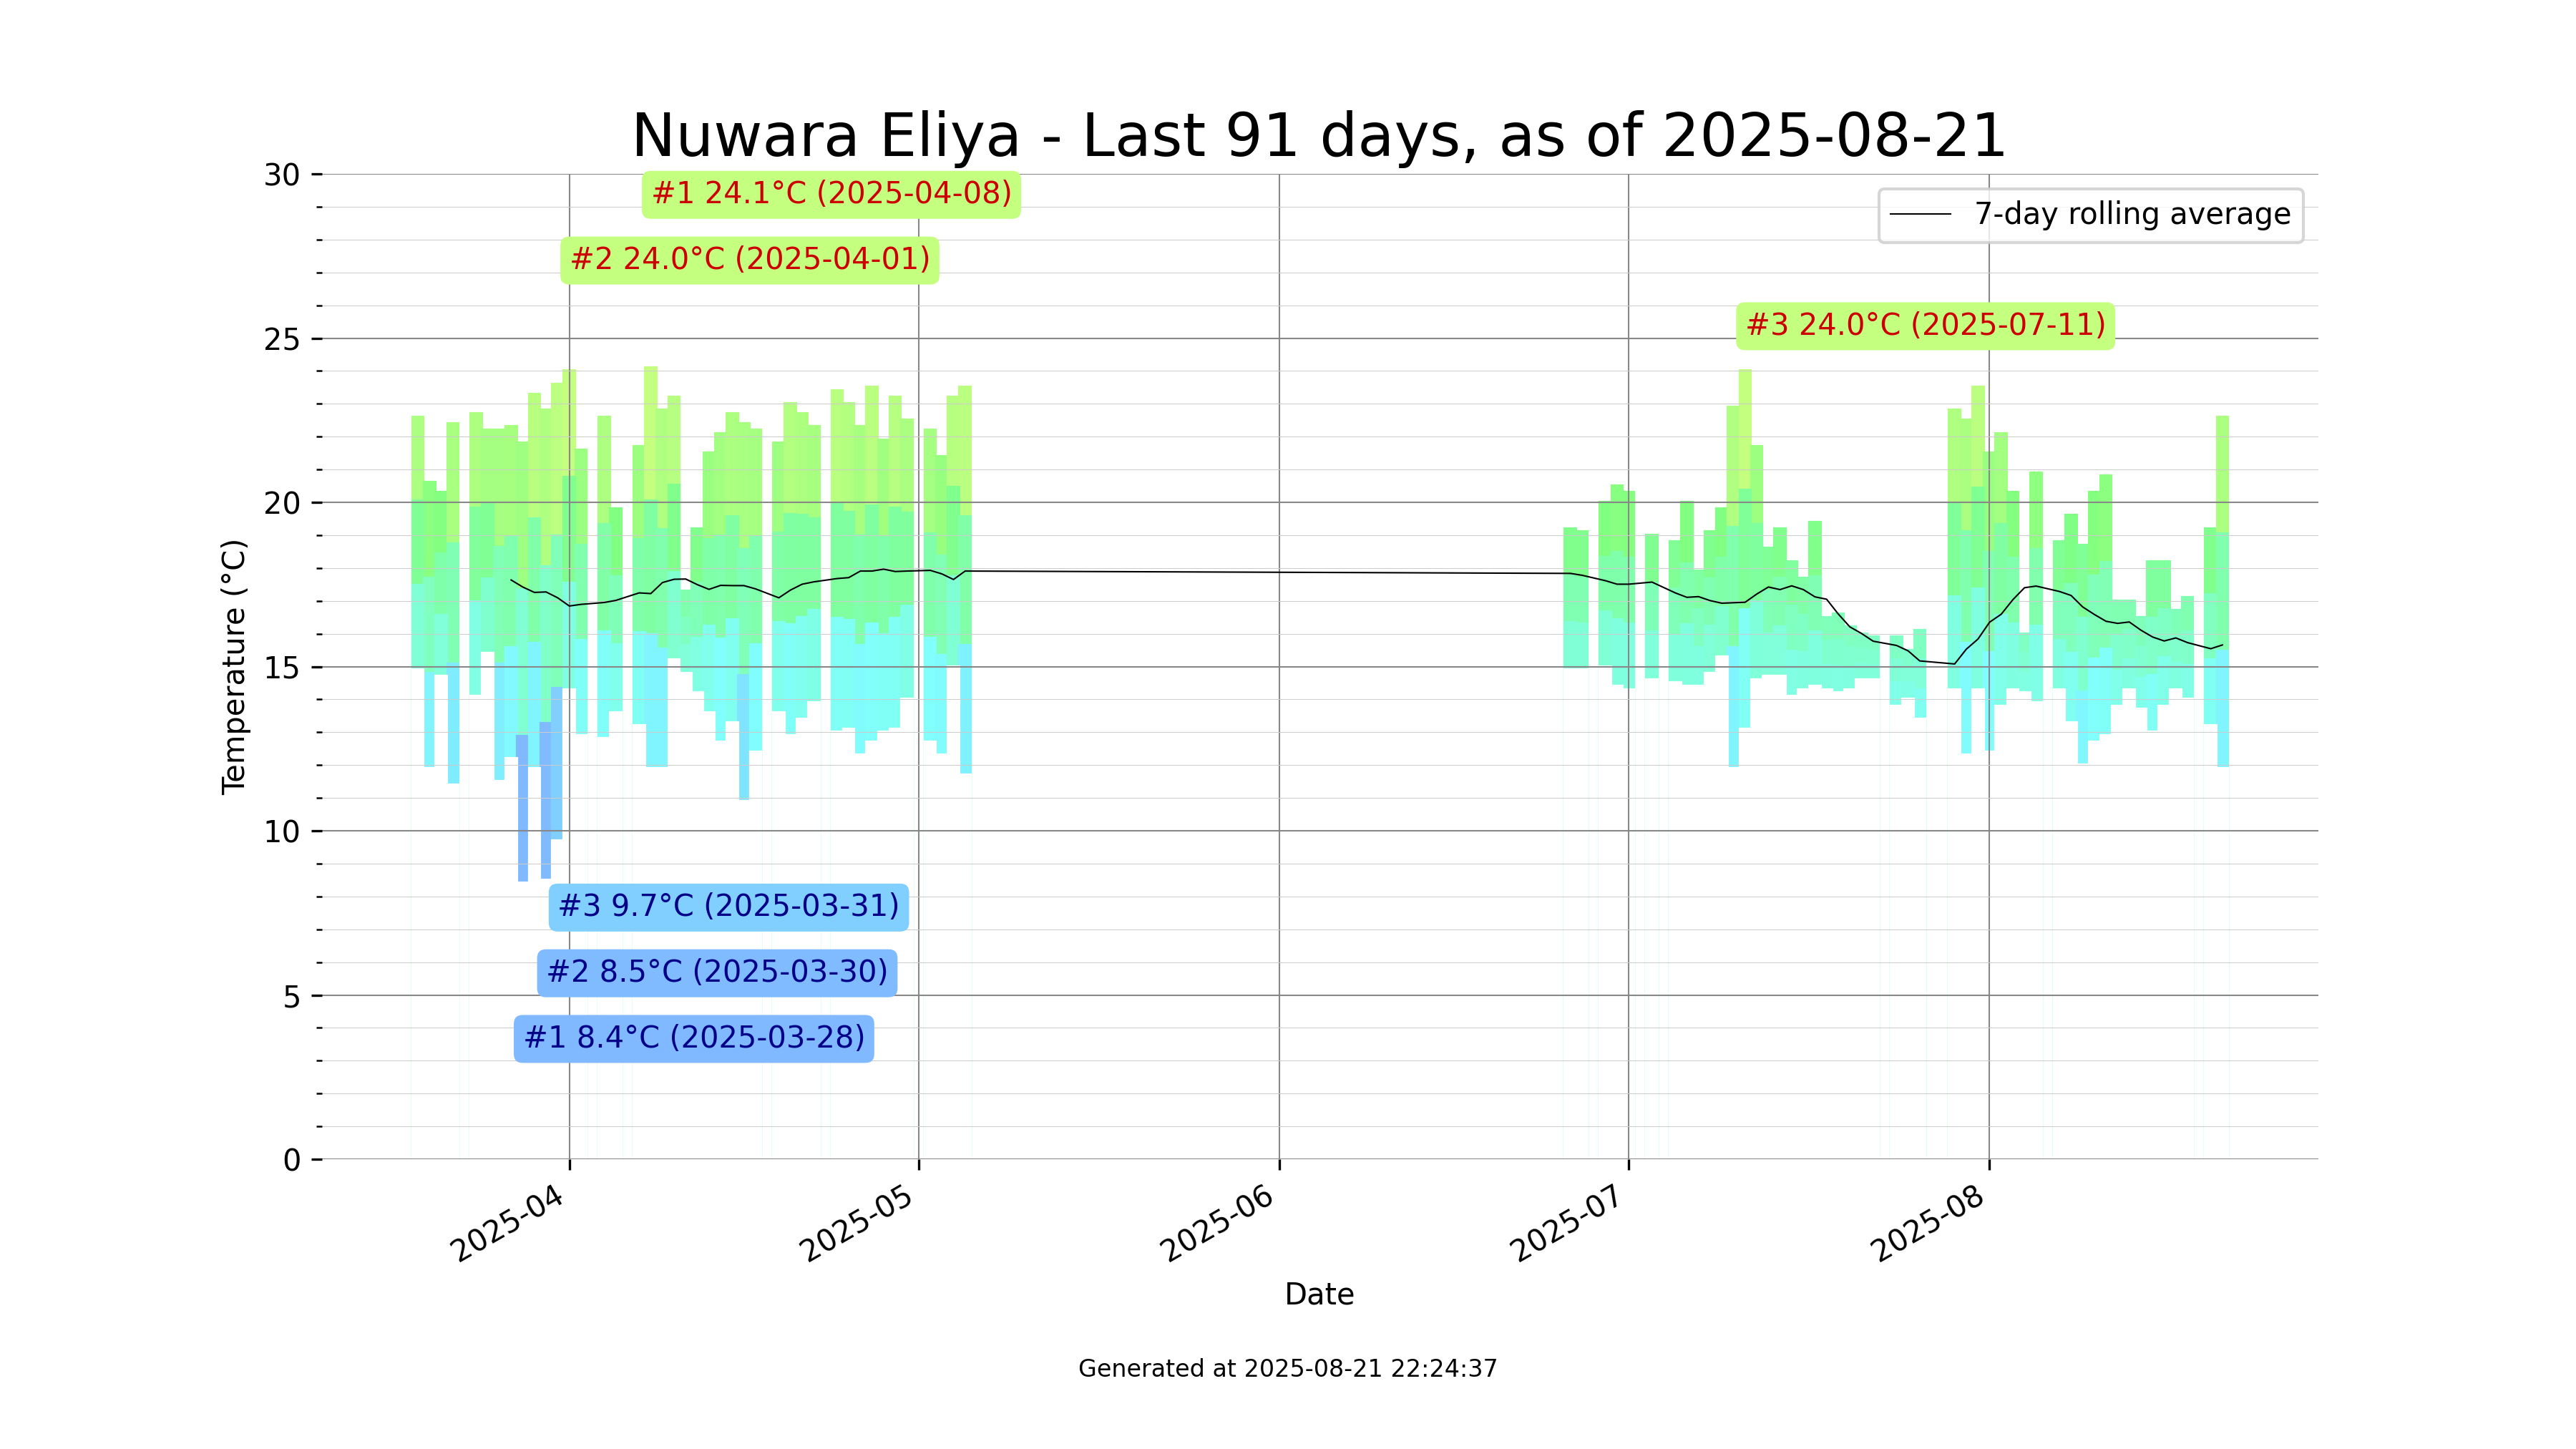 Nuwara Eliya - Last 91 days, as of 2025-08-21
30
25
20
15
10
5
0
Temperature (°C)
#1 24.1°C (2025-04-08)
#2 24.0°C (2025-04-01)
#3 24.0°C (2025-07-11)
7-day rolling average
#3 9.7°C (2025-03-31)
#2 8.5°C (2025-03-30)
#1 8.4°C (2025-03-28)
2025-04
2025-05
2025-06
2025-07
2025-08
Date
Generated at 2025-08-21 22:24:37